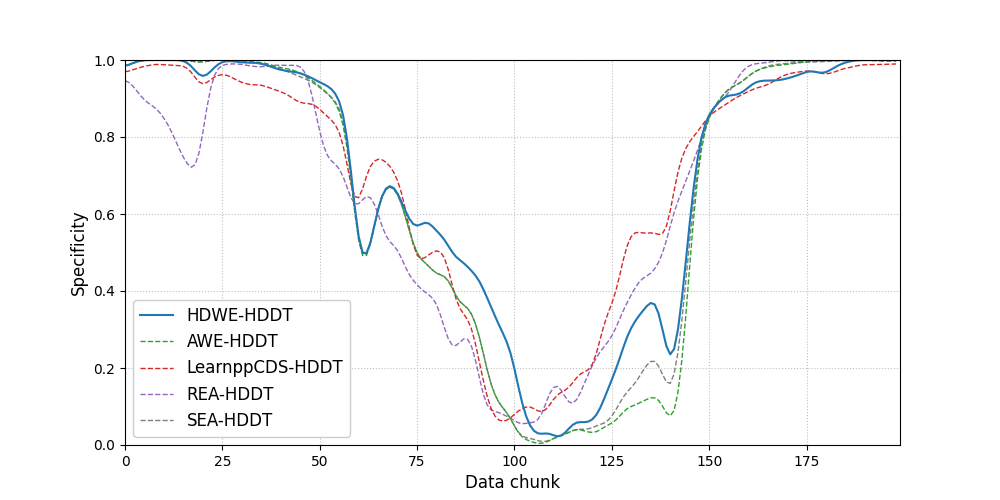 1.0
0.8
0.6
0.4
0.2
0.0
Specificity
HDWE-HDDT
AWE-HDDT
LearnppCDS-HDDT
REA-HDDT
SEA-HDDT
0 25 50 75 100 125 150 175
Data chunk